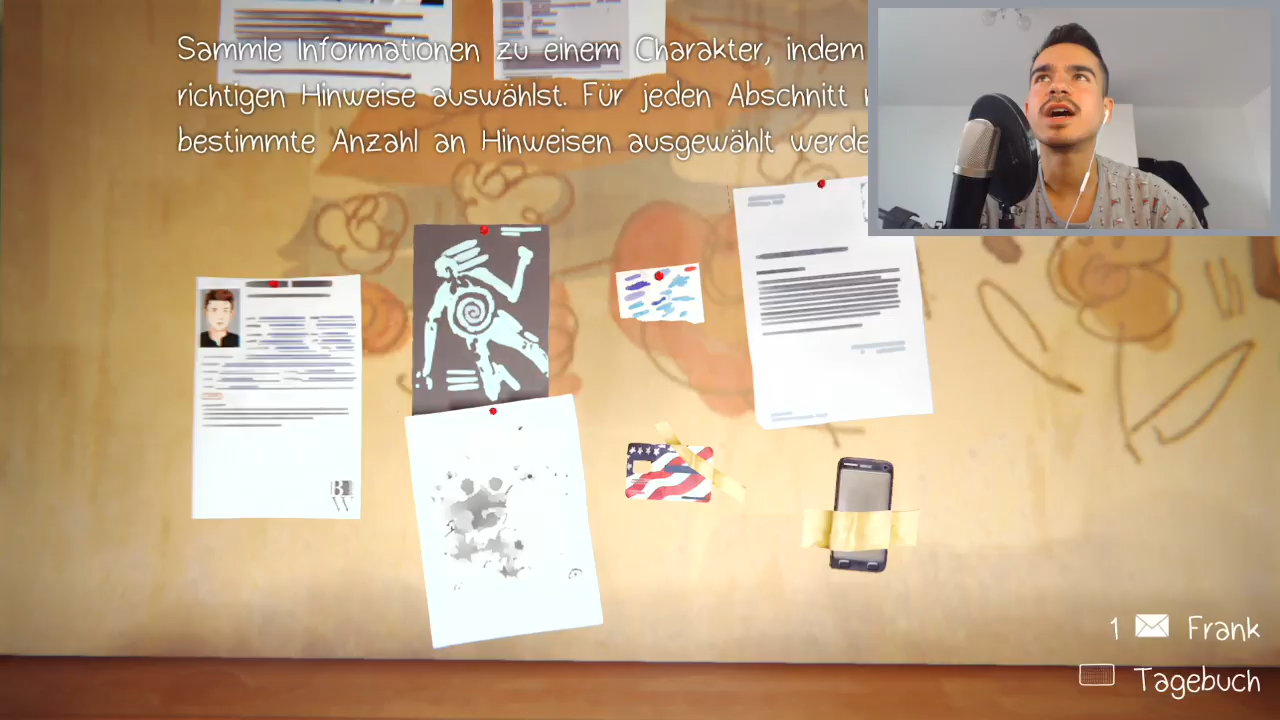 Sammle Informationen zu einem Charakter, indem
richtigen Hinweise auswählst. Für jeden Abschnitt
bestimmte Anzahl an Hinweisen ausgewählt
1 Frank
Tagebuch